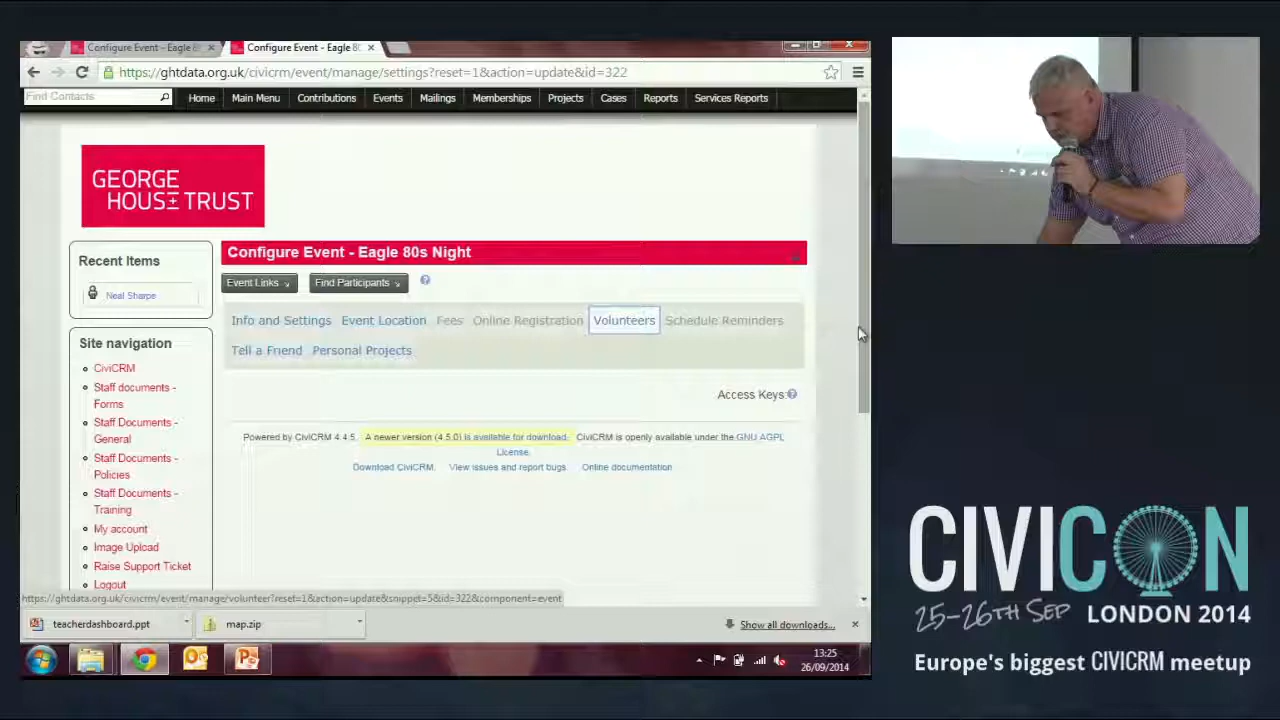 Configure Event - Eagle 80s
Configure Event - Eagle 80
https://ghtdata.org.uk/civicrm/event/manage/settings?reset=1&action=update&id=322
Find Contacts
Home Main Menu Contributions Events Mailings Memberships Projects Cases Reports Services Reports
GEORGE
HOUSE TRUST
Recent Items
Neal Sharpe
Configure Event - Eagle 80s Night
Event Links Find Participants
Info and Settings Event Location Fees Online Registration Volunteers Schedule Reminders
Tell a Friend Personal Projects
Access Keys:
Powered by CiviCRM 4.4.5. A newer version (4.5.0) is available for download. CiviCRM is openly available under the GNU AGPL
License.
Download CiviCRM. View issues and report bugs. Online documentation
Site navigation
CiviCRM
Staff documents -
Forms
Staff Documents -
General
Staff Documents -
Policies
Staff Documents -
Training
My account
Image Upload
Raise Support Ticket
Logout
https://ghtdata.org.uk/civicrm/event/manage/volunteer?reset=1&action=update&snippet=5&id=322&component=event
teacherdashboard.ppt map.zip Show all downloads...
13:25
26/09/2014
CIVICON
25-26TH SEP LONDON 2014
Europe's biggest CIVICRM meetup